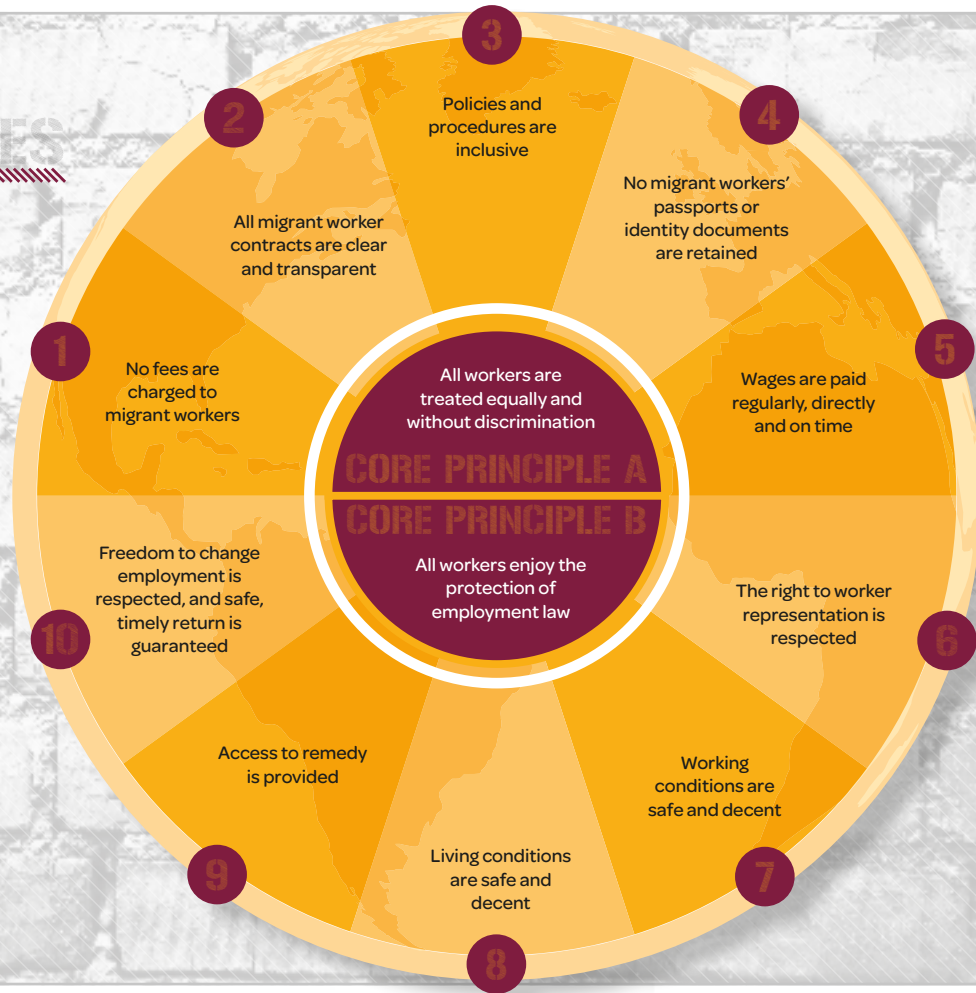 ES
3
Policies and
procedures are
inclusive
2
All migrant worker
contracts are clear
and transparent
4
No migrant workers’
passports or
identity documents
are retained
1
No fees are
charged to
migrant workers
5
Wages are paid
regularly, directly
and on time
All workers are
treated equally and
without discrimination
CORE PRINCIPLE A
CORE PRINCIPLE B
All workers enjoy the
protection of
employment law
10
Freedom to change
employment is
respected, and safe,
timely return is
guaranteed
6
The right to worker
representation is
respected
9
Access to remedy
is provided
7
Working
conditions are
safe and decent
8
Living conditions
are safe and
decent